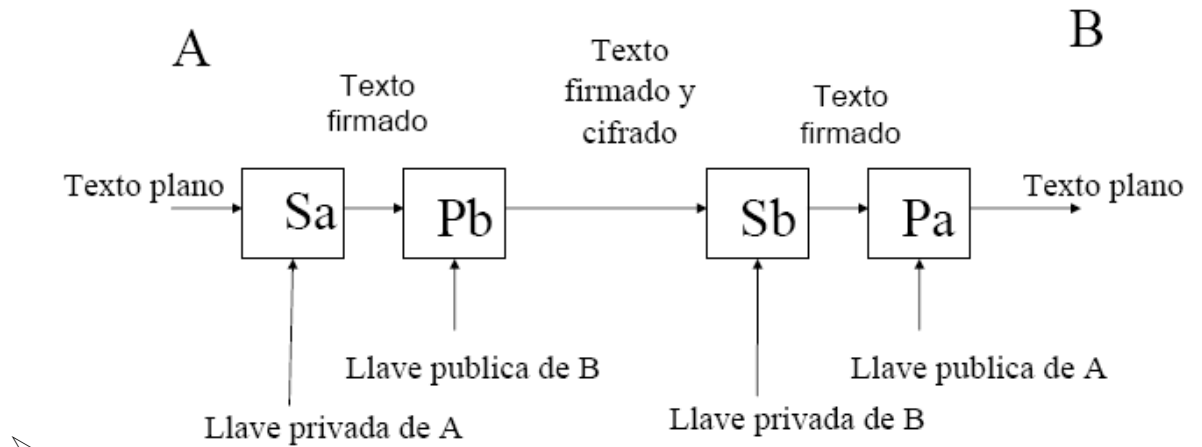 A
B
Texto
firmado
Texto
firmado y
cifrado
Texto
firmado
Texto plano
Sa
Pb
Sb
Pa
Texto plano
Llave publica de B
Llave publica de A
Llave privada de A
Llave privada de B